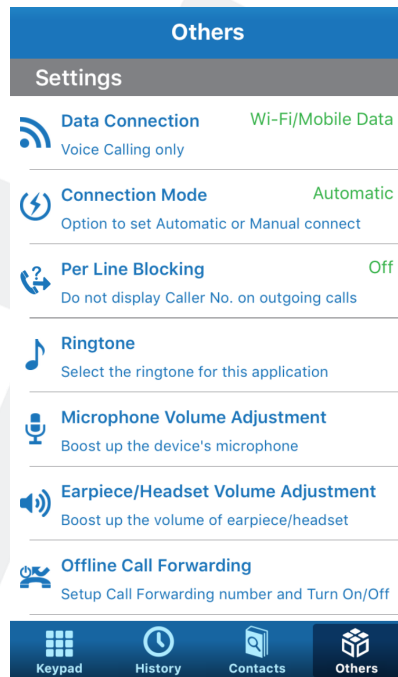 Others
Settings
Data Connection Wi-Fi/Mobile Data
Voice Calling only
Connection Mode Automatic
Option to set Automatic or Manual connect
Per Line Blocking Off
Do not display Caller No. on outgoing calls
Ringtone
Select the ringtone for this application
Microphone Volume Adjustment
Boost up the device's microphone
Earpiece/Headset Volume Adjustment
Boost up the volume of earpiece/headset
Offline Call Forwarding
Setup Call Forwarding number and Turn On/Off
Keypad History Contacts Others